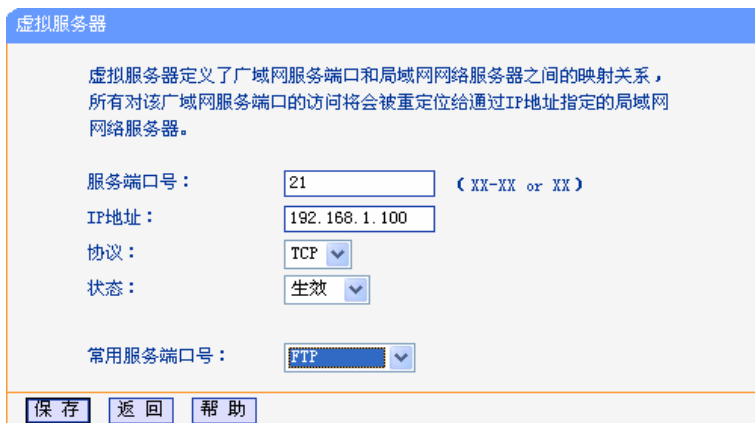 虚拟服务器
虚拟服务器定义了广域网服务端口和局域网网络服务器之间的映射关系，
所有对该广域网服务端口的访问将会被重定位给通过IP地址指定的局域网
网络服务器。
服务端口号： 21 （XX-XX or XX）
IP地址： 192.168.1.100
协议： TCP
状态： 生效
常用服务端口号： FTP
保 存 返 回 帮 助